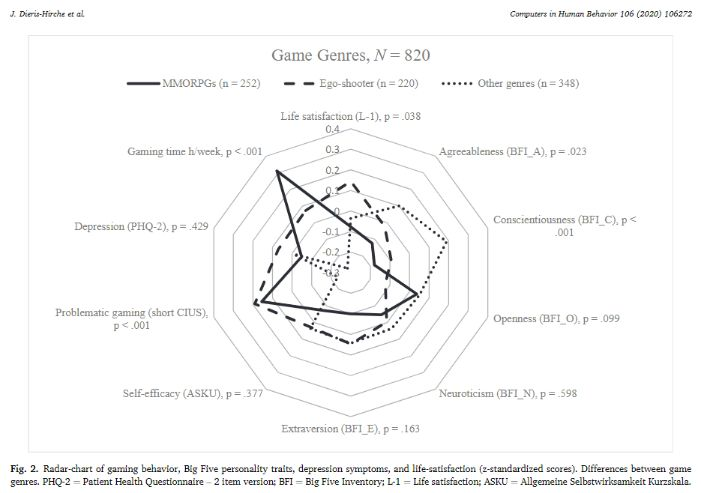 J. Dieris-Hirche et al.
Computers in Human Behavior 106 (2020) 106272
Game Genres, N = 820
MMORPGs (n = 252)
Ego-shooter (n = 220)
Other genres (n = 348)
Life satisfaction (L-1), p = .038
0.4
0.3
0.2
0.1
0
-0.1
-0.2
-0.3
Gaming time h/week, p < .001
Agreeableness (BFI_A), p = .023
Depression (PHQ-2), p = .429
Conscientiousness (BFI_C), p <
.001
Problematic gaming (short CIUS),
p < .001
Openness (BFI_O), p = .099
Self-efficacy (ASKU), p = .377
Neuroticism (BFI_N), p = .598
Extraversion (BFI_E), p = .163
Fig. 2. Radar-chart of gaming behavior, Big Five personality traits, depression symptoms, and life-satisfaction (z-standardized scores). Differences between game
genres. PHQ-2 = Patient Health Questionnaire – 2 item version; BFI = Big Five Inventory; L-1 = Life satisfaction; ASKU = Allgemeine Selbstwirksamkeit Kurzskala.